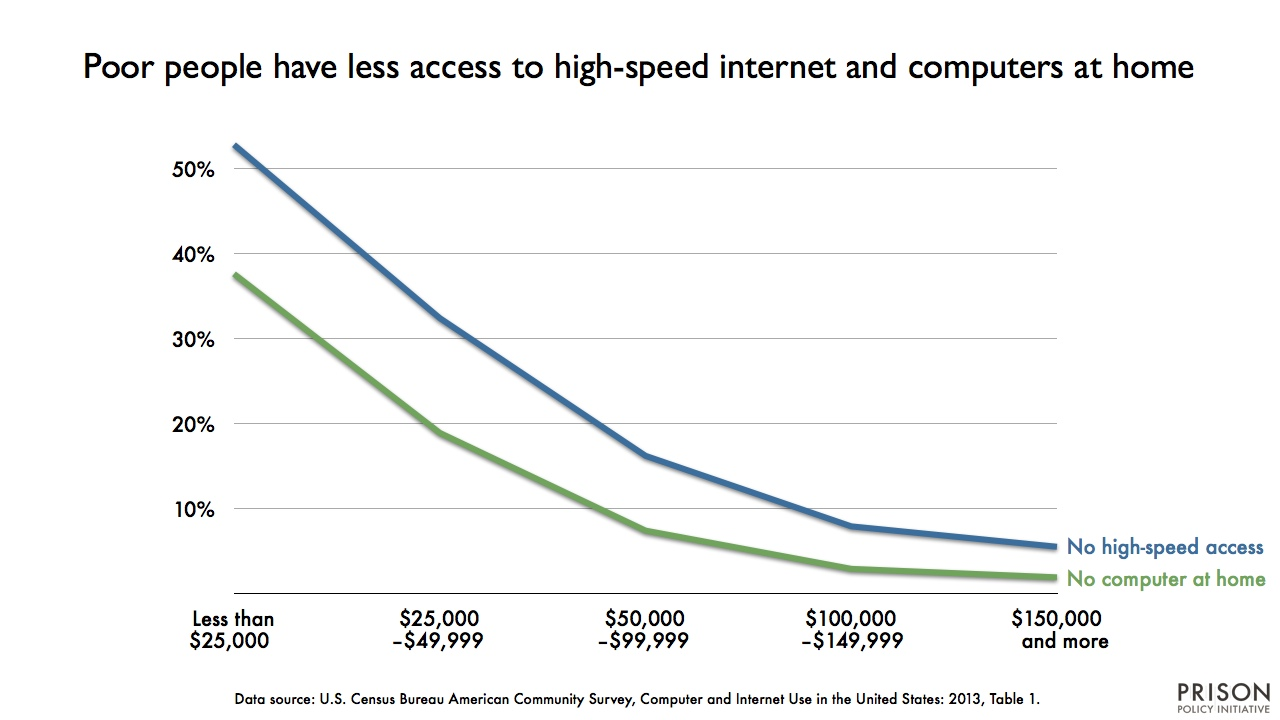 Poor people have less access to high-speed internet and computers at home
50%
40%
30%
20%
10%
No high-speed access
No computer at home
Less than
$25,000
$25,000
–$49,999
$50,000
–$99,999
$100,000
–$149,999
$150,000
and more
Data source: U.S. Census Bureau American Community Survey, Computer and Internet Use in the United States: 2013, Table 1.
PRISON
POLICY INITIATIVE